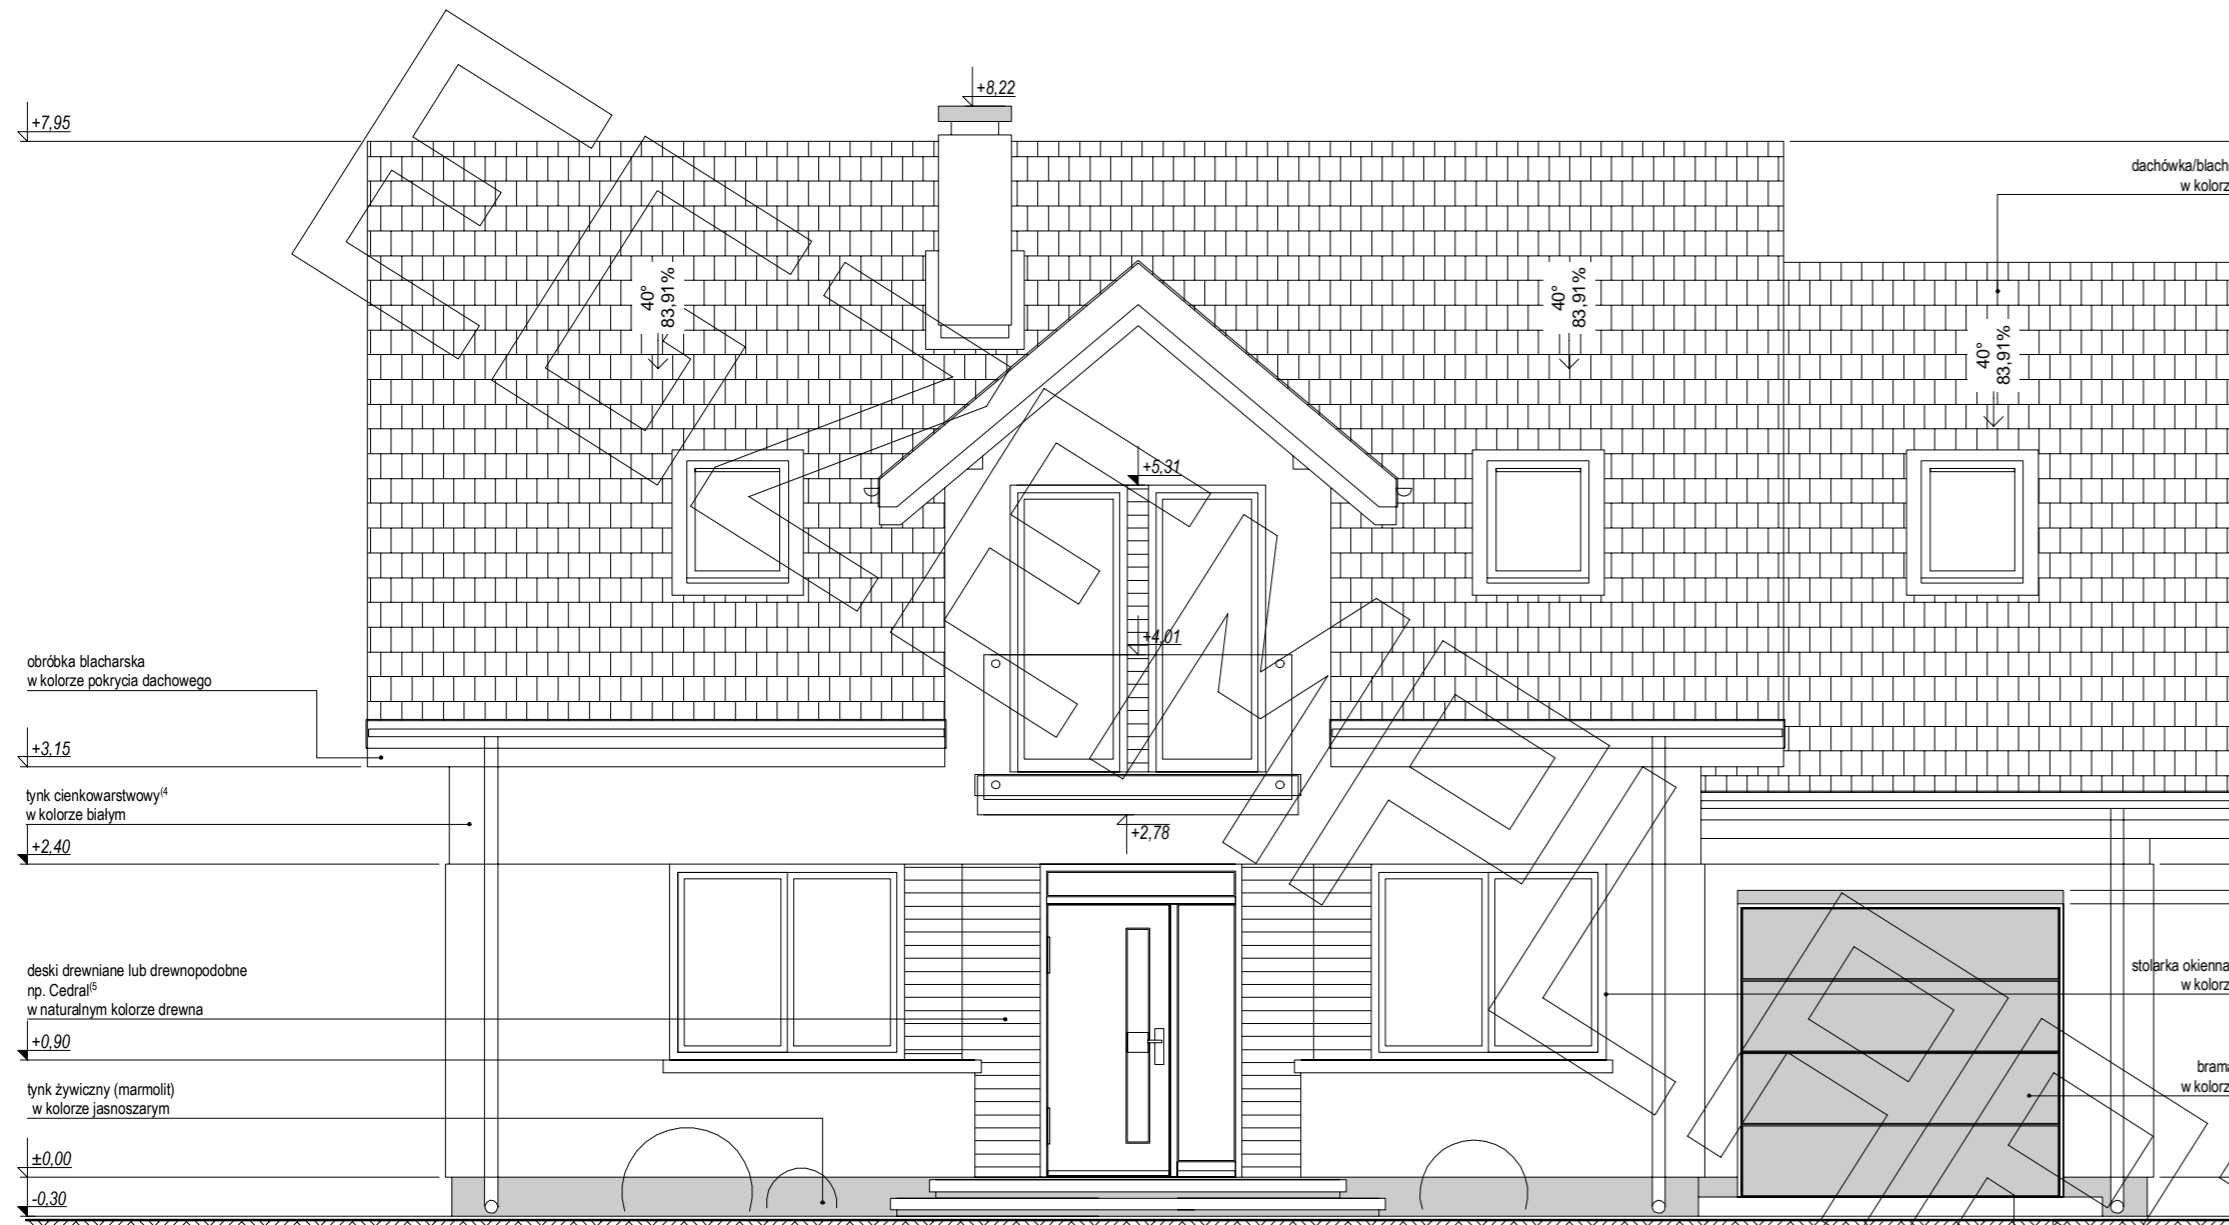 +8,22
+7,95
dachówka/blach
w kolorz
40°
83,91%
40°
83,91%
40°
83,91%
+5,31
+4,01
obróbka blacharska
w kolorze pokrycia dachowego
+3,15
tynk cienkowarstwowy(4
w kolorze białym
+2,78
+2,40
deski drewniane lub drewnopodobne
np. Cedral(5
w naturalnym kolorze drewna
stolarka okienna
w kolorz
+0,90
brama
w kolorz
tynk żywiczny (marmolit)
w kolorze jasnoszarym
±0,00
-0,30